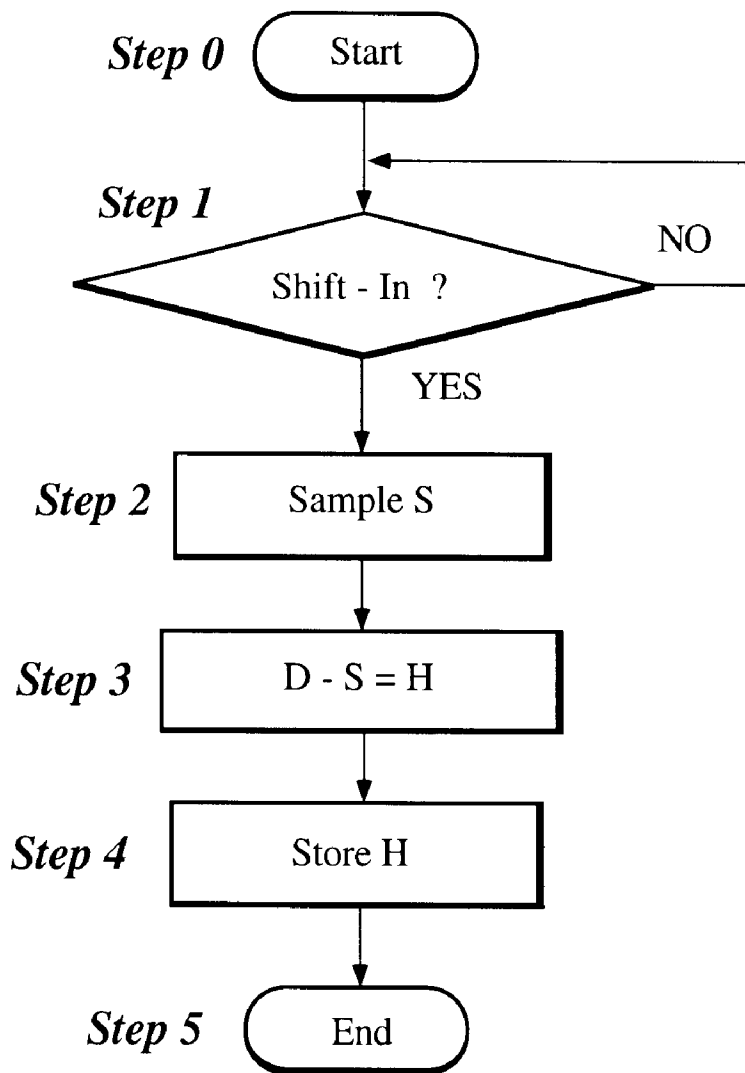 Step 0
Start
Step 1
NO
Shift - In ?
YES
Step 2
Sample S
Step 3
D - S = H
Step 4
Store H
Step 5
End